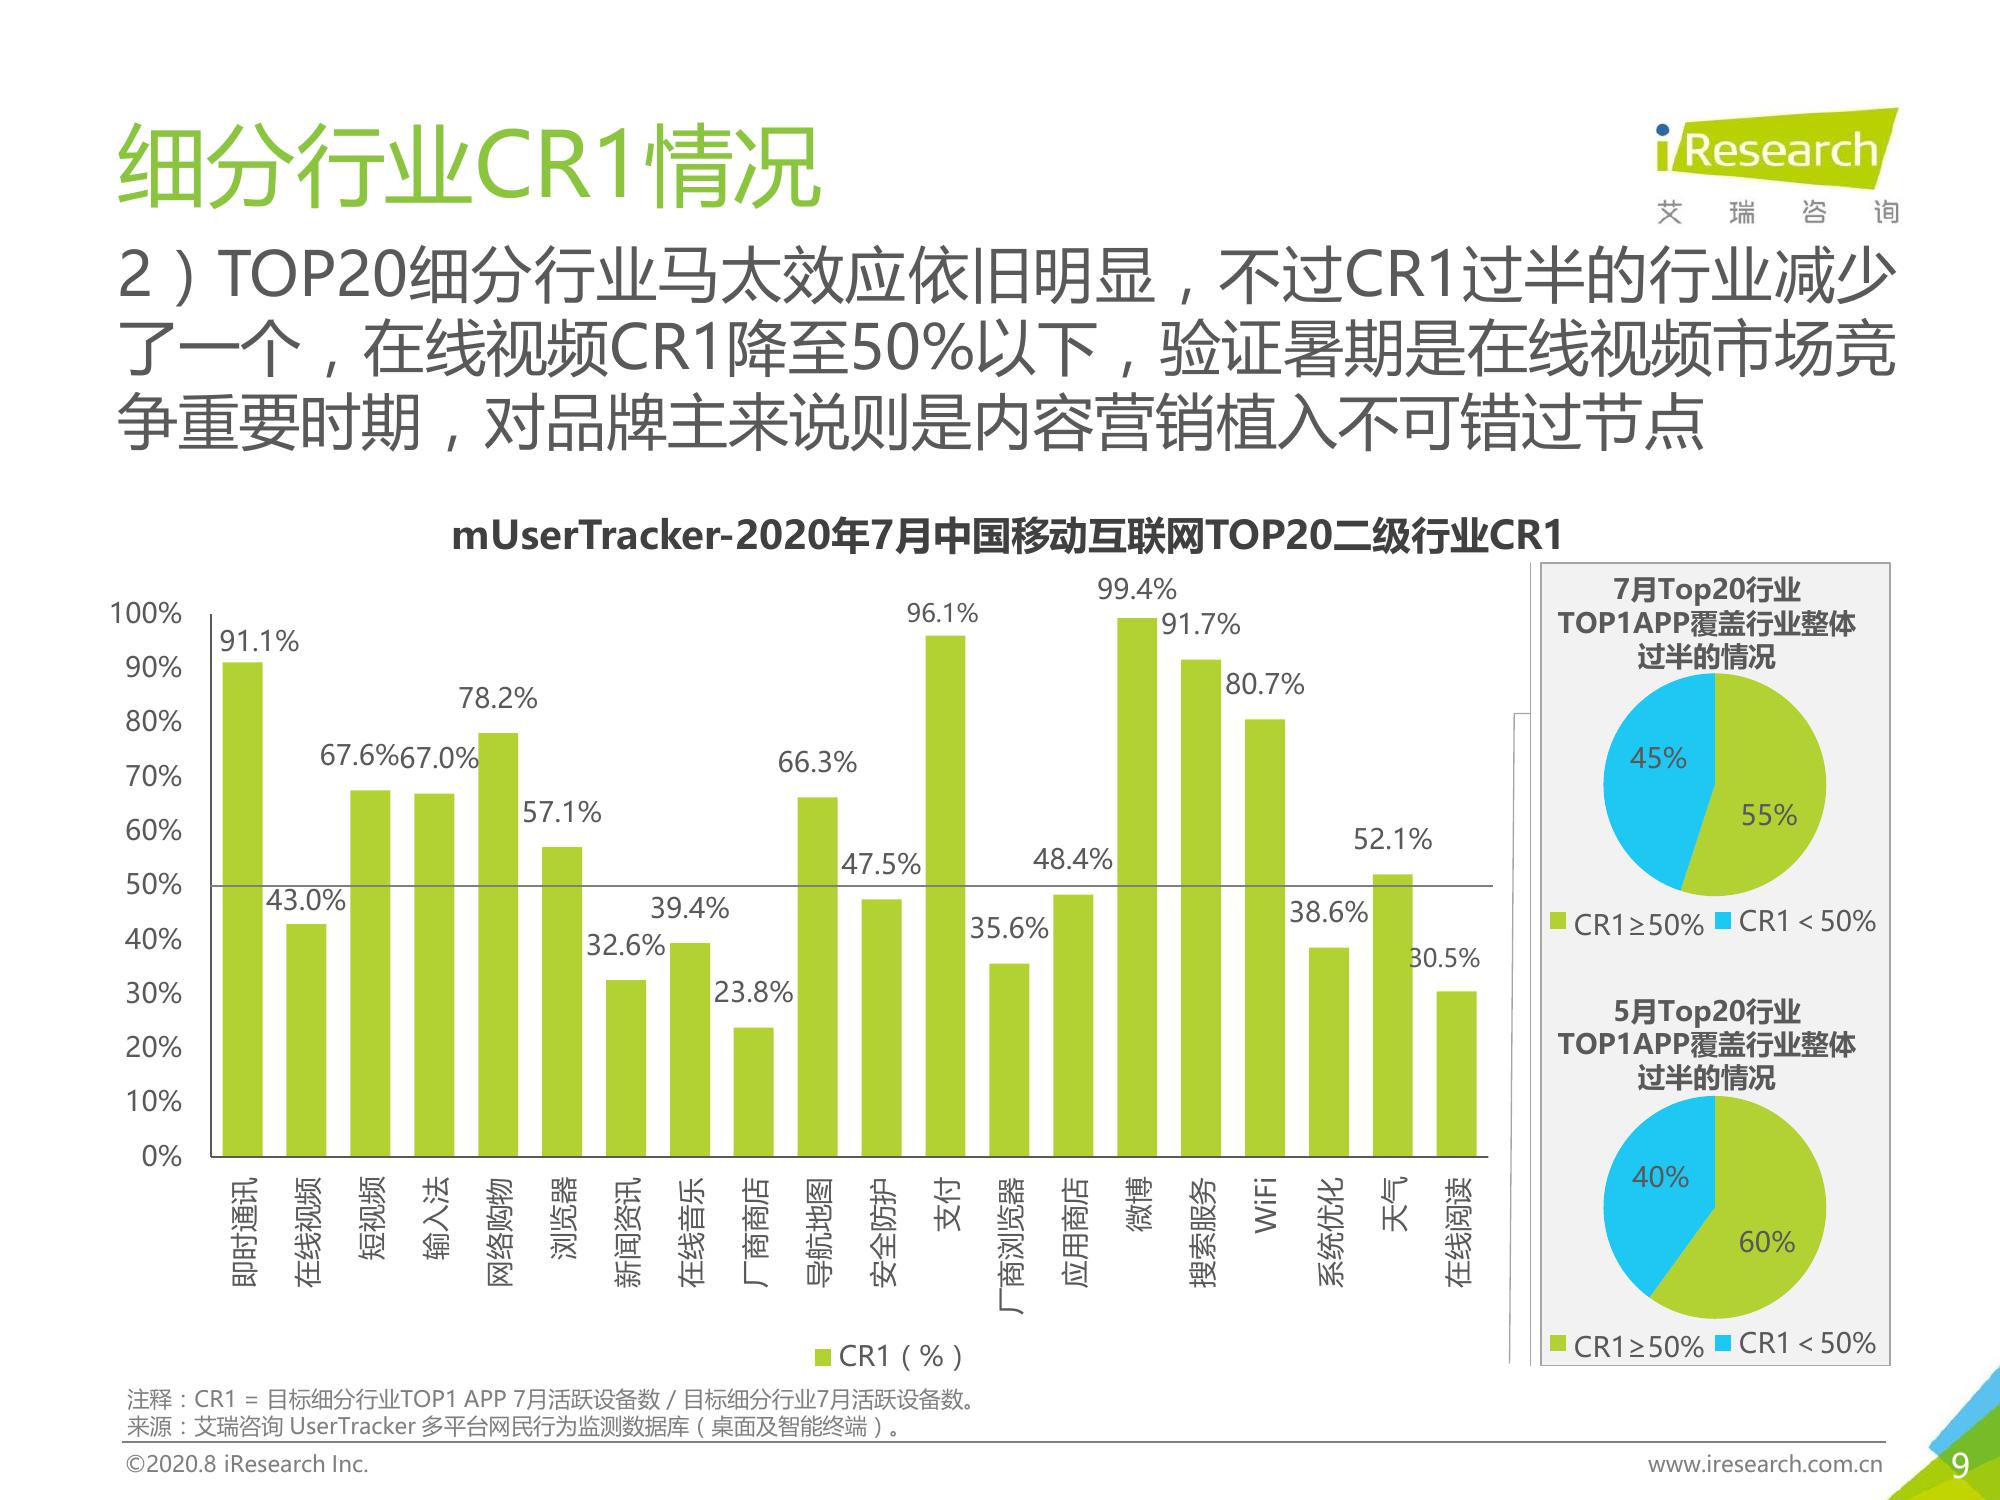 细分行业CR1情况
iResearch
艾瑞咨询
2）TOP20细分行业马太效应依旧明显，不过CR1过半的行业减少
了一个，在线视频CR1降至50%以下，验证暑期是在线视频市场竞
争重要时期，对品牌主来说则是内容营销植入不可错过节点
mUserTracker-2020年7月中国移动互联网TOP20二级行业CR1
100%
90%
80%
70%
60%
50%
40%
30%
20%
10%
0%
91.1%
43.0%
67.6%
67.0%
78.2%
57.1%
32.6%
39.4%
23.8%
66.3%
47.5%
96.1%
35.6%
48.4%
99.4%
91.7%
80.7%
38.6%
52.1%
30.5%
即时通讯
在线视频
短视频
输入法
网络购物
浏览器
新闻资讯
在线音乐
厂商商店
导航地图
安全防护
支付
厂商浏览器
应用商店
微博
搜索服务
WiFi
系统优化
天气
在线阅读
CR1（%）
7月Top20行业
TOP1APP覆盖行业整体
过半的情况
45%
55%
CR1≥50% CR1＜50%
5月Top20行业
TOP1APP覆盖行业整体
过半的情况
40%
60%
CR1≥50% CR1＜50%
注释：CR1 = 目标细分行业TOP1 APP 7月活跃设备数 / 目标细分行业7月活跃设备数。
来源：艾瑞咨询 UserTracker 多平台网民行为监测数据库（桌面及智能终端）。
©2020.8 iResearch Inc.
www.iresearch.com.cn
9